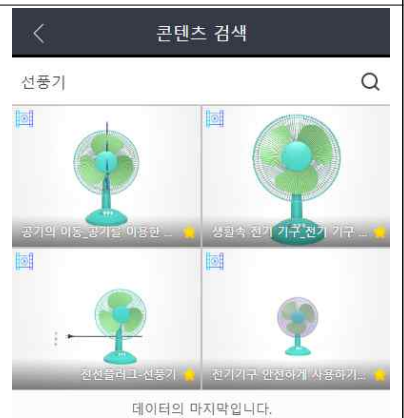 콘텐츠 검색
선풍기
공기의 이동_공기를 이용한 ...
생활속 전기 기구_전기 기구 ...
전선플러그-선풍기
전기기구 안전하게 사용하기...
데이터의 마지막입니다.